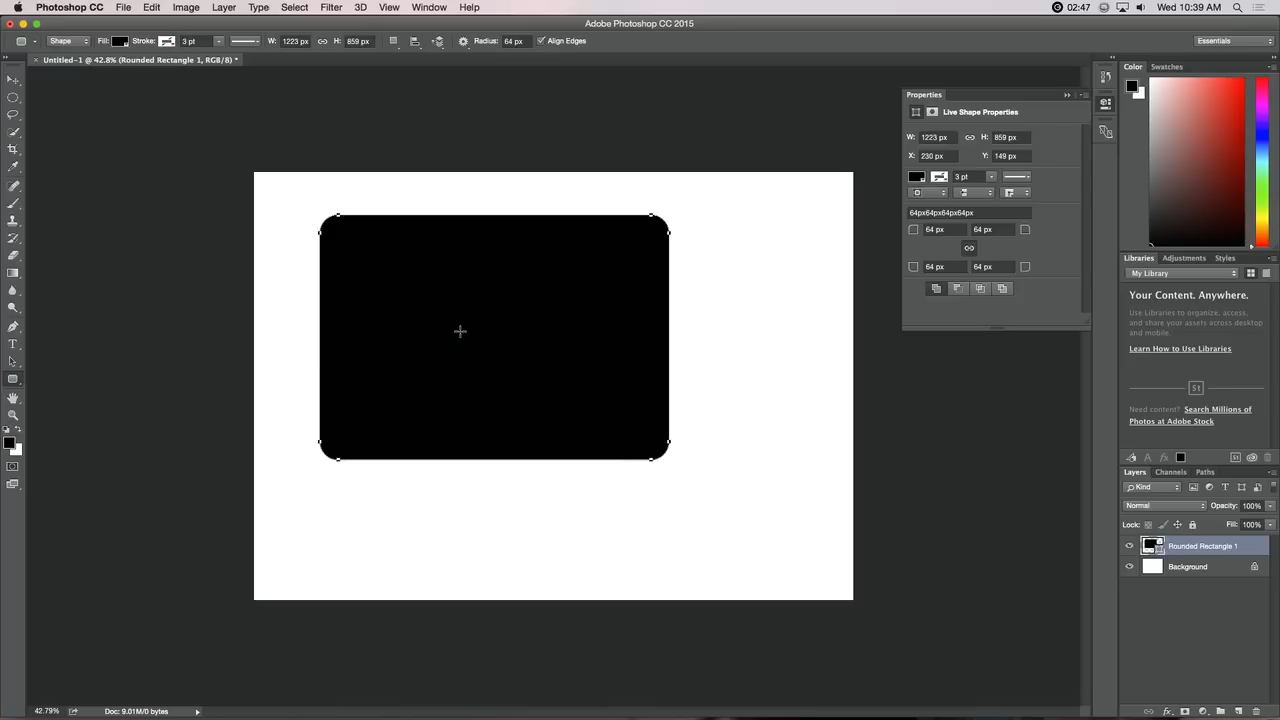 Photoshop CC File Edit Image Layer Type Select Filter 3D View Window Help 02:47 Wed 10:39 AM
Adobe Photoshop CC 2015
Shape Fill: Stroke: 3 pt W: 1223 px H: 859 px Radius: 64 px Align Edges Essentials
Untitled-1 @ 42.8% (Rounded Rectangle 1, RGB/8) *
Properties
Live Shape Properties
W: 1223 px H: 859 px
X: 230 px Y: 149 px
3 pt
64px64px64px64px
64 px 64 px
64 px 64 px
Color Swatches
Libraries Adjustments Styles
My Library
Your Content. Anywhere.
Use Libraries to organize, access,
and share your assets across desktop
and mobile.
Learn How to Use Libraries
St
Need content? Search Millions of
Photos at Adobe Stock
Layers Channels Paths
Kind
Normal Opacity: 100%
Lock: Fill: 100%
Rounded Rectangle 1
Background
42.79% Doc: 9.01M/0 bytes